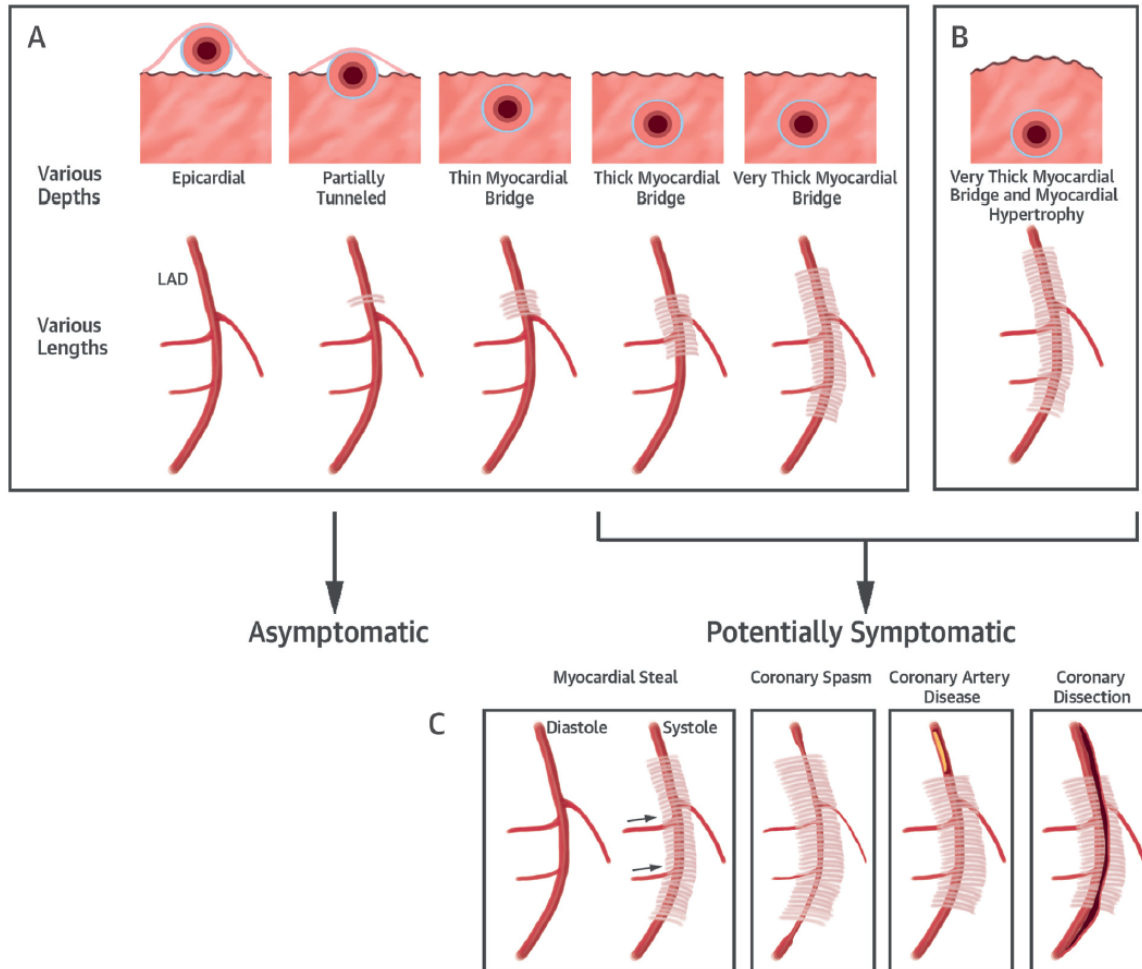 A
B
Various
Depths
Epicardial
Partially
Tunneled
Thin Myocardial
Bridge
Thick Myocardial
Bridge
Very Thick Myocardial
Bridge
Very Thick Myocardial
Bridge and Myocardial
Hypertrophy
LAD
Various
Lengths
Asymptomatic
Potentially Symptomatic
C
Myocardial Steal
Coronary Spasm
Coronary Artery
Disease
Coronary
Dissection
Diastole
Systole